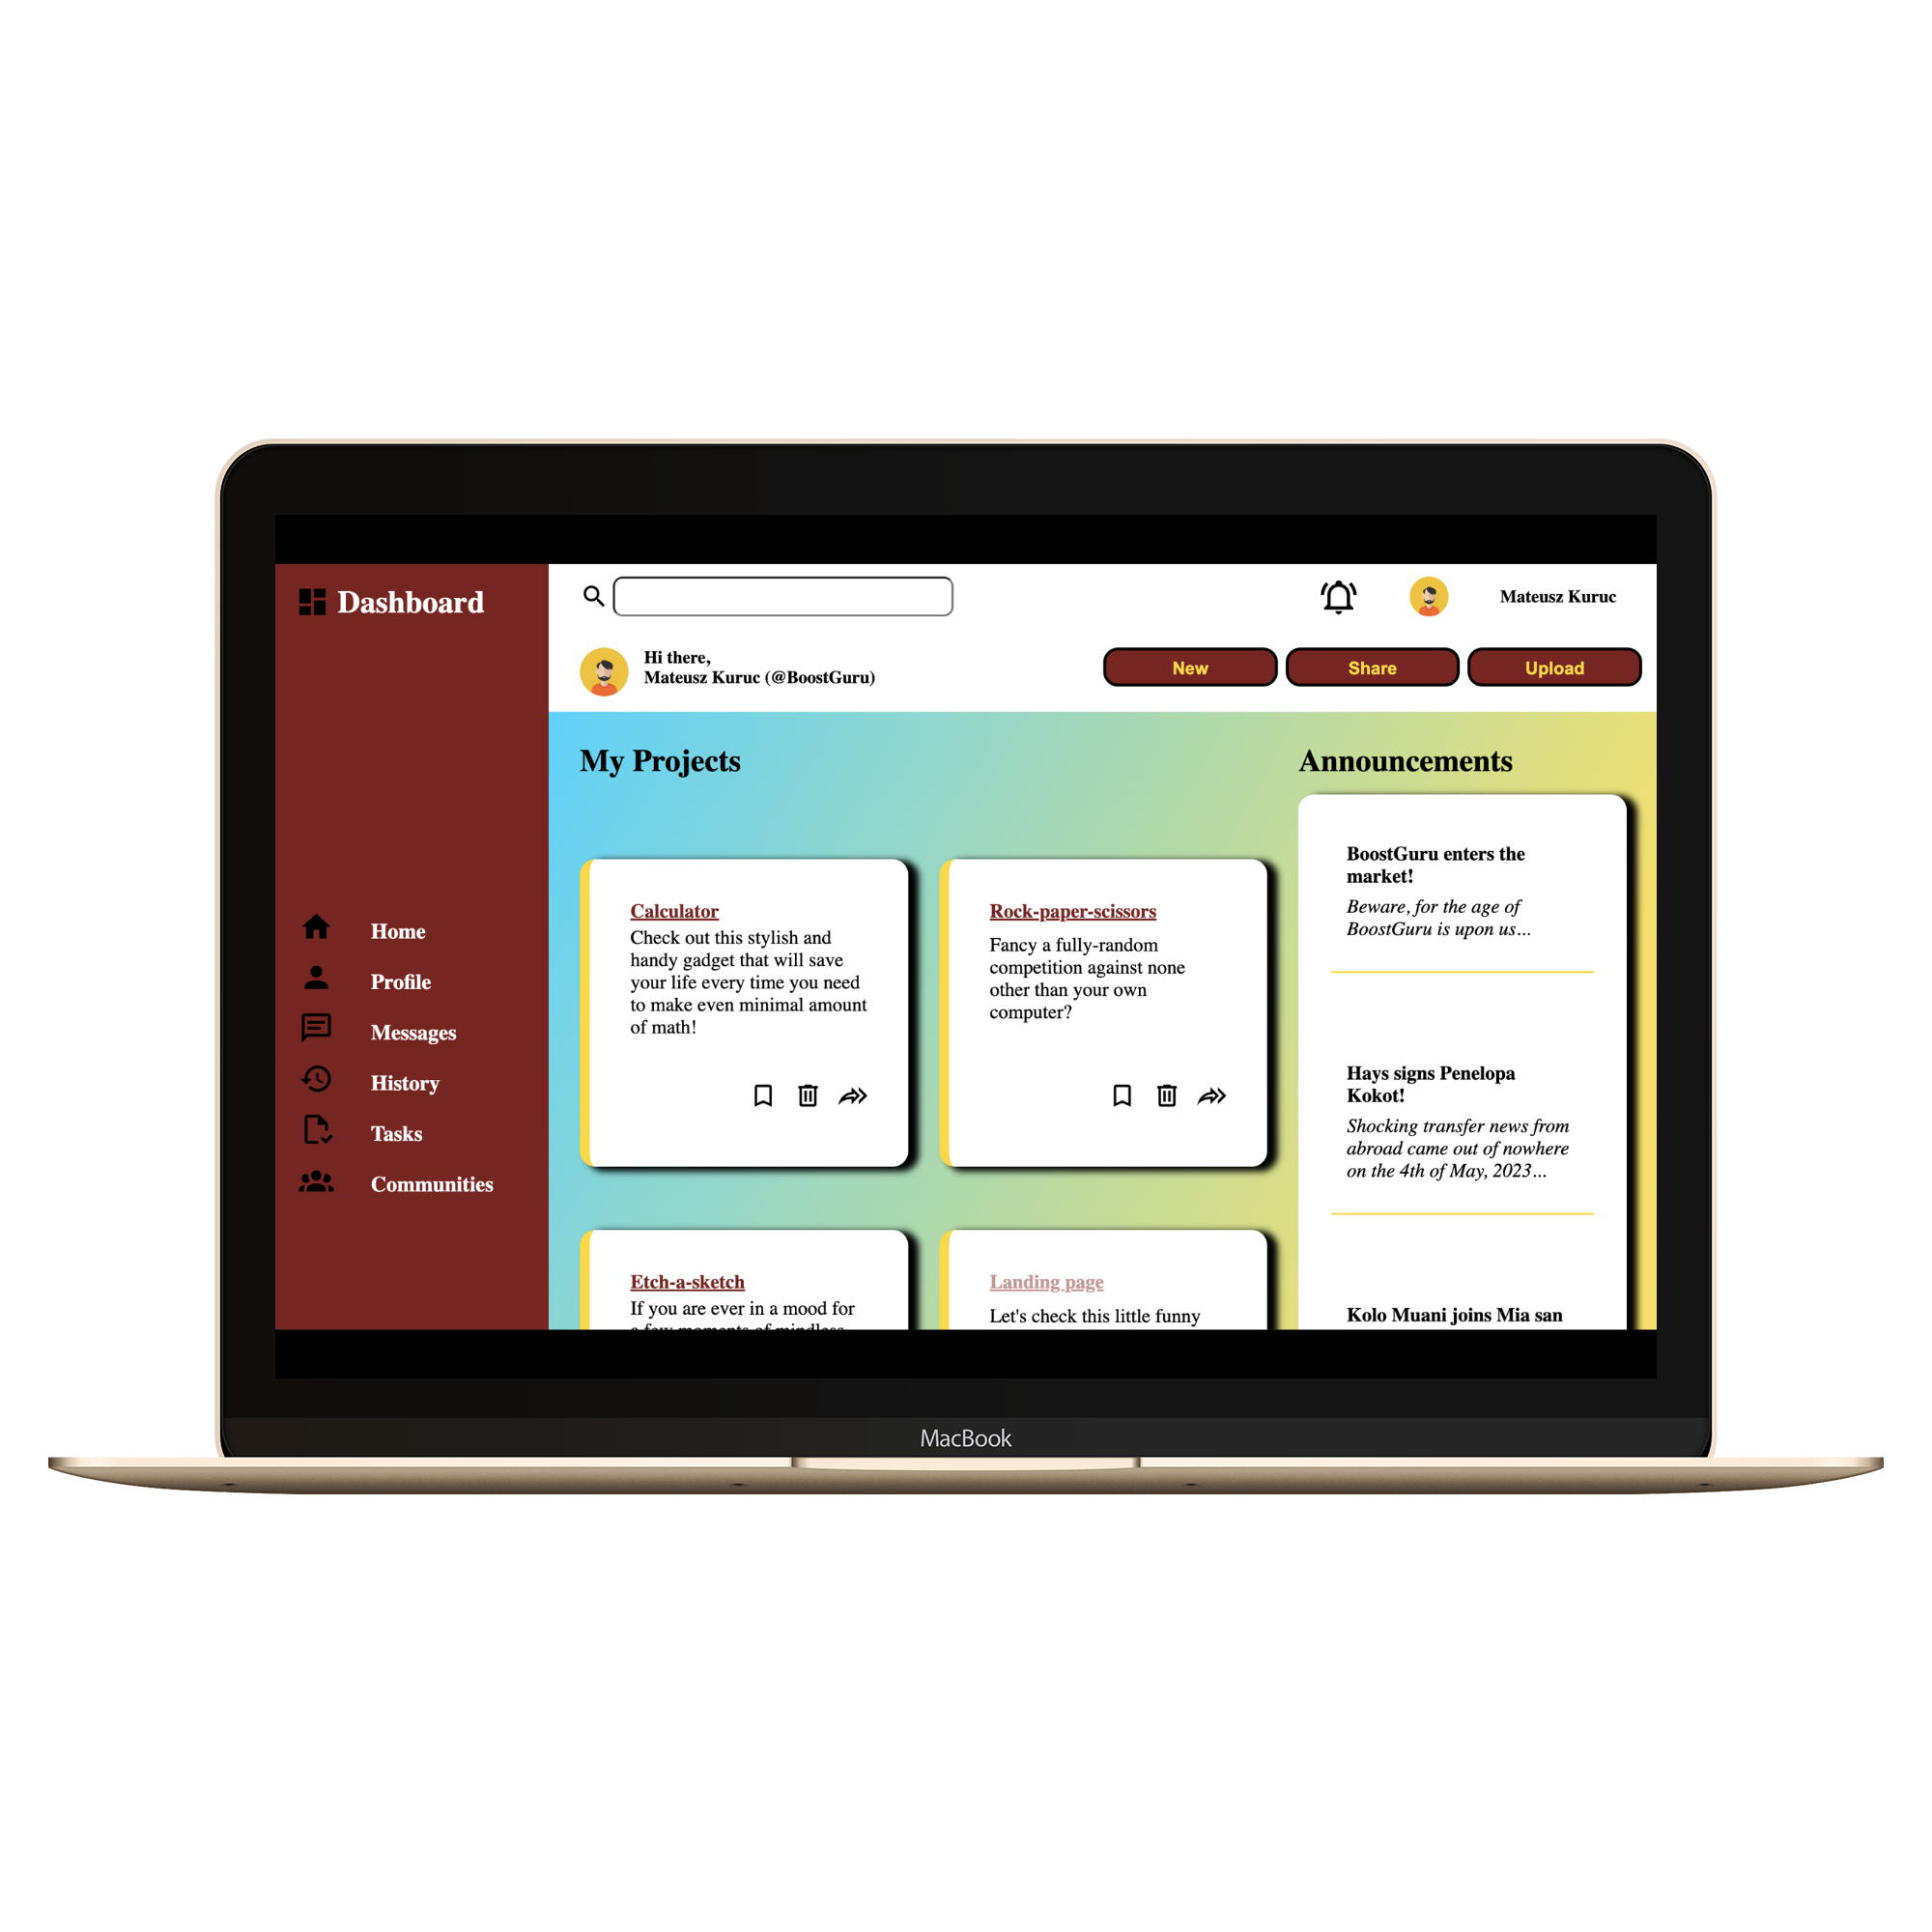 Dashboard
Home
Profile
Messages
History
Tasks
Communities
Mateusz Kuruc
Hi there,
Mateusz Kuruc (@BoostGuru)
New
Share
Upload
My Projects
Calculator
Check out this stylish and
handy gadget that will save
your life every time you need
to make even minimal amount
of math!
Rock-paper-scissors
Fancy a fully-random
competition against none
other than your own
computer?
Etch-a-sketch
If you are ever in a mood for
a few moments of mindless
Landing page
Let's check this little funny
Announcements
BoostGuru enters the
market!
Beware, for the age of
BoostGuru is upon us...
Hays signs Penelopa
Kokot!
Shocking transfer news from
abroad came out of nowhere
on the 4th of May, 2023...
Kolo Muani joins Mia san
MacBook